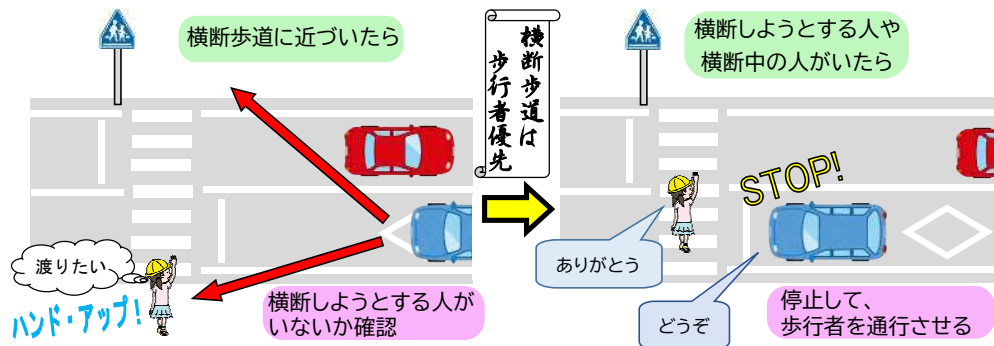 横断歩道に近づいたら
渡りたい
ハンド・アップ!
横断しようとする人が
いないか確認
横断歩道は
歩行者優先
横断しようとする人や
横断中の人がいたら
STOP!
ありがとう
どうぞ
停止して、
歩行者を通行させる